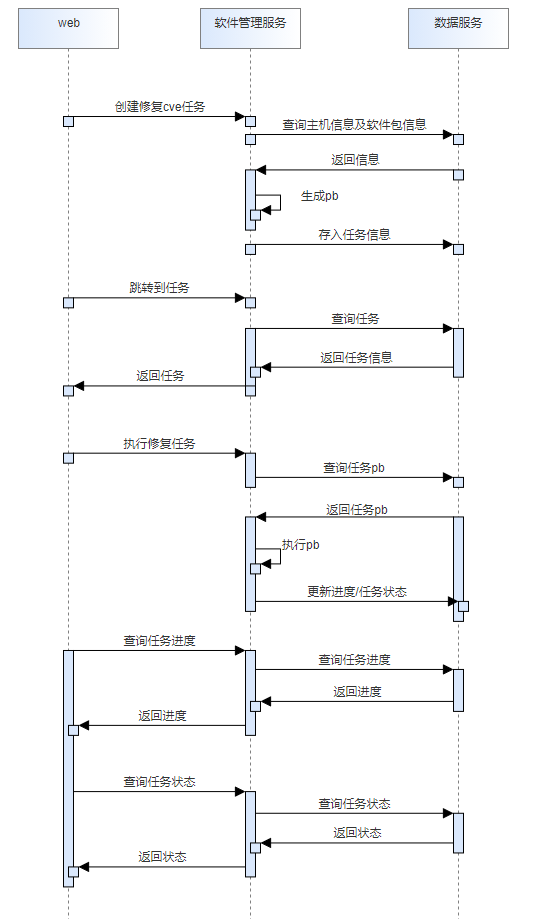 web
软件管理服务
数据服务
创建修复cve任务
查询主机信息及软件包信息
返回信息
生成pb
存入任务信息
跳转到任务
查询任务
返回任务信息
返回任务
执行修复任务
查询任务pb
返回任务pb
执行pb
更新进度/任务状态
查询任务进度
查询任务进度
返回进度
返回进度
查询任务状态
查询任务状态
返回状态
返回状态